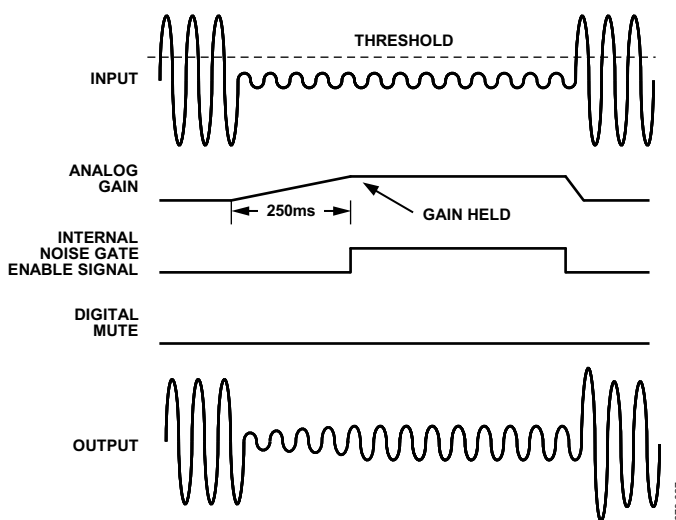 THRESHOLD
INPUT
ANALOG
GAIN
250ms
GAIN HELD
INTERNAL
NOISE GATE
ENABLE SIGNAL
DIGITAL
MUTE
OUTPUT